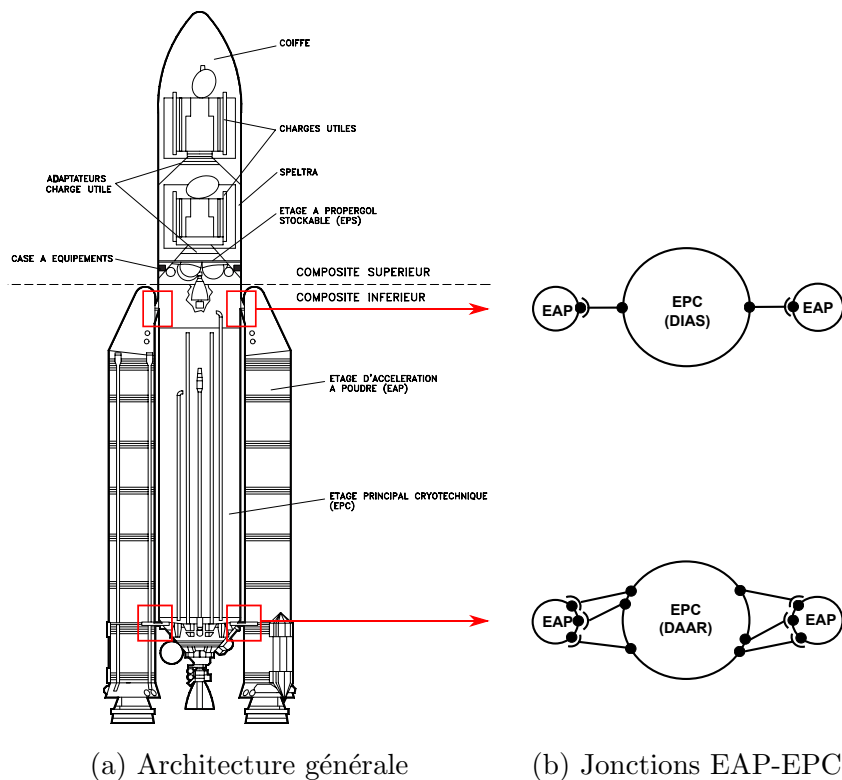 COIFFE
CHARGES UTILES
ADAPTATEURS
CHARGE UTILE
SPELTRA
ETAGE A PROPERGOL
STOCKABLE (EPS)
CASE A EQUIPEMENTS
COMPOSITE SUPERIEUR
COMPOSITE INFERIEUR
EAP
EPC
(DIAS)
EAP
ETAGE D'ACCELERATION
A POUDRE (EAP)
ETAGE PRINCIPAL CRYOTECHNIQUE
(EPC)
EAP
EPC
(DAAR)
EAP
(a) Architecture générale
(b) Jonctions EAP-EPC